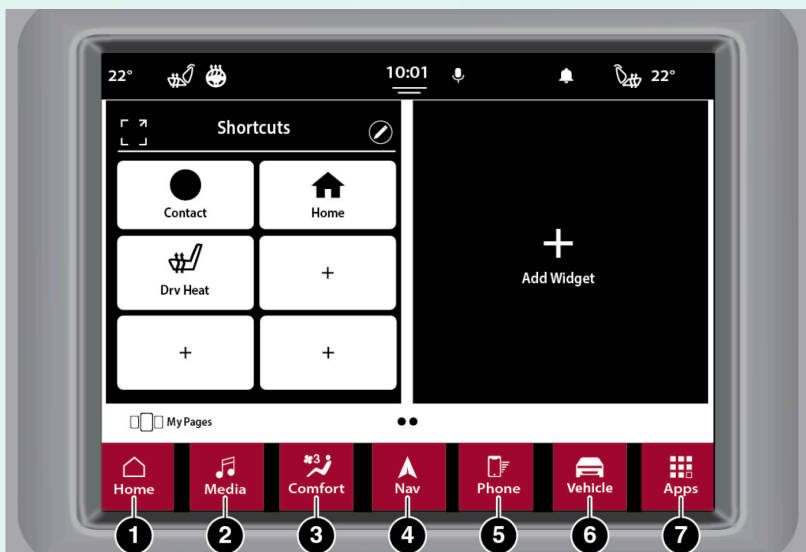 22° 10:01 22°
Shortcuts
Contact Home
Drv Heat +
+ +
+
Add Widget
My Pages
3
Home Media Comfort Nav Phone Vehicle Apps
1 2 3 4 5 6 7